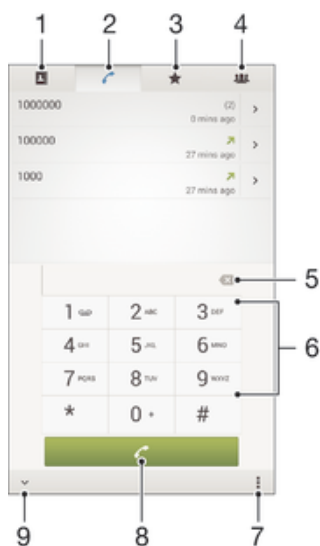 1 2 3 4
1000000 (2)
0 mins ago
100000
27 mins ago
1000
27 mins ago
5
1 2 ABC 3 DEF
4 GHI 5 JKL 6 MNO
6
7 PQRS 8 TUV 9 WXYZ
* 0 + #
9 8 7